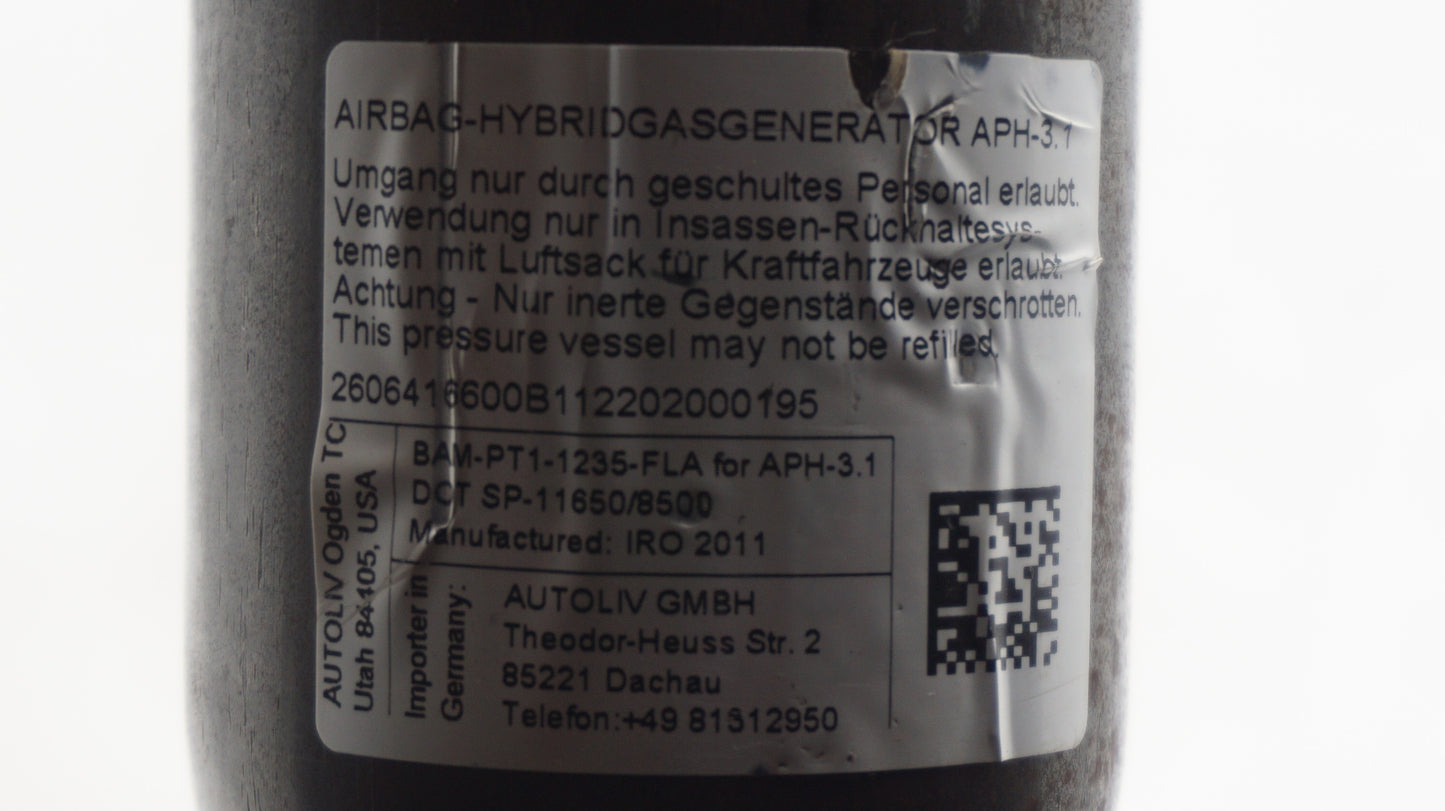 AIRBAG-HYBRIDGASGENERATOR APH-3.1
Umgang nur durch geschultes Personal erlaubt.
Verwendung nur in Insassen-Rückhaltesys-
temen mit Luftsack für Kraftfahrzeuge erlaubt.
Achtung - Nur inerte Gegenstände verschrotten.
This pressure vessel may not be refilled.
2606416600B112202000195
AUTOLIV Ogden TC
Utah 84405, USA
BAM-PT1-1235-FLA for APH-3.1
DOT SP-11650/8500
Manufactured: IRO 2011
Importer in
Germany:
AUTOLIV GMBH
Theodor-Heuss Str. 2
85221 Dachau
Telefon:+49 81312950